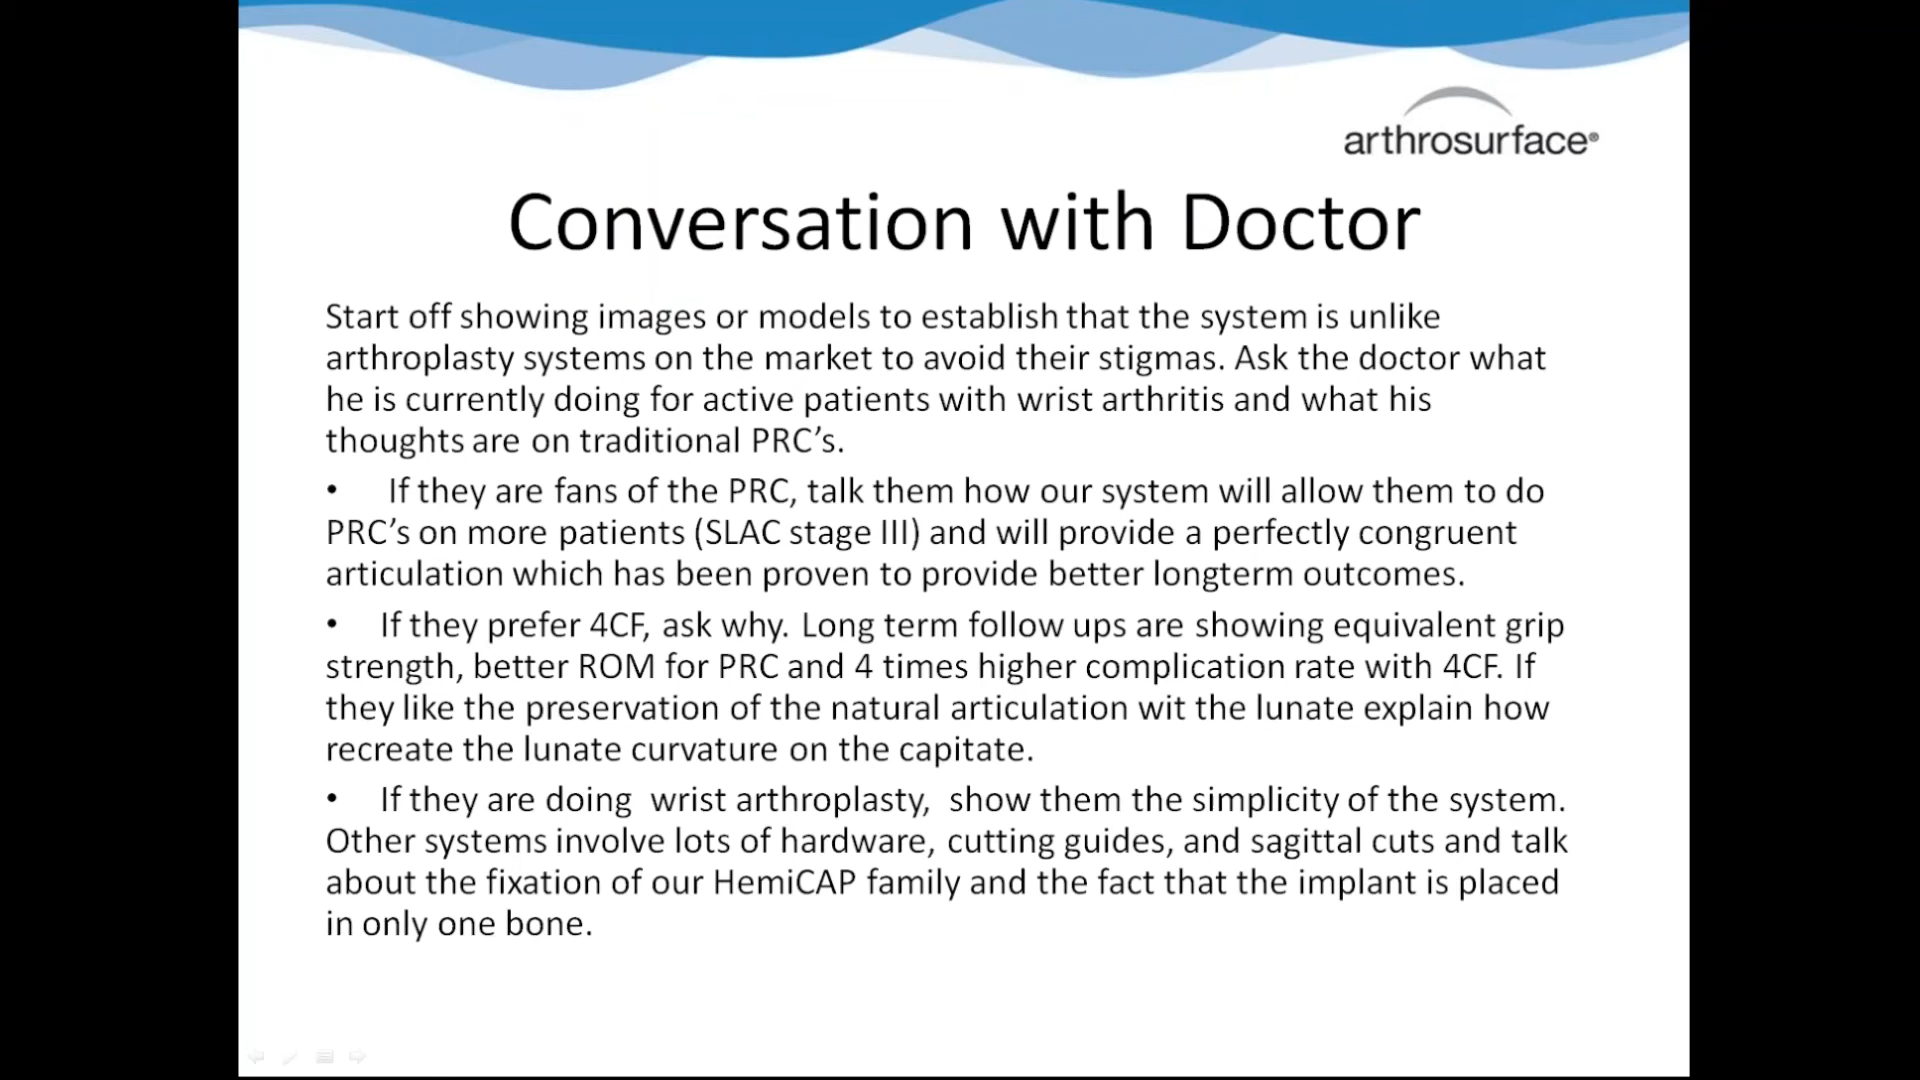 arthrosurface®
Conversation with Doctor
Start off showing images or models to establish that the system is unlike
arthroplasty systems on the market to avoid their stigmas. Ask the doctor what
he is currently doing for active patients with wrist arthritis and what his
thoughts are on traditional PRC’s.
• If they are fans of the PRC, talk them how our system will allow them to do
PRC’s on more patients (SLAC stage III) and will provide a perfectly congruent
articulation which has been proven to provide better longterm outcomes.
• If they prefer 4CF, ask why. Long term follow ups are showing equivalent grip
strength, better ROM for PRC and 4 times higher complication rate with 4CF. If
they like the preservation of the natural articulation wit the lunate explain how
recreate the lunate curvature on the capitate.
• If they are doing  wrist arthroplasty,  show them the simplicity of the system.
Other systems involve lots of hardware, cutting guides, and sagittal cuts and talk
about the fixation of our HemiCAP family and the fact that the implant is placed
in only one bone.